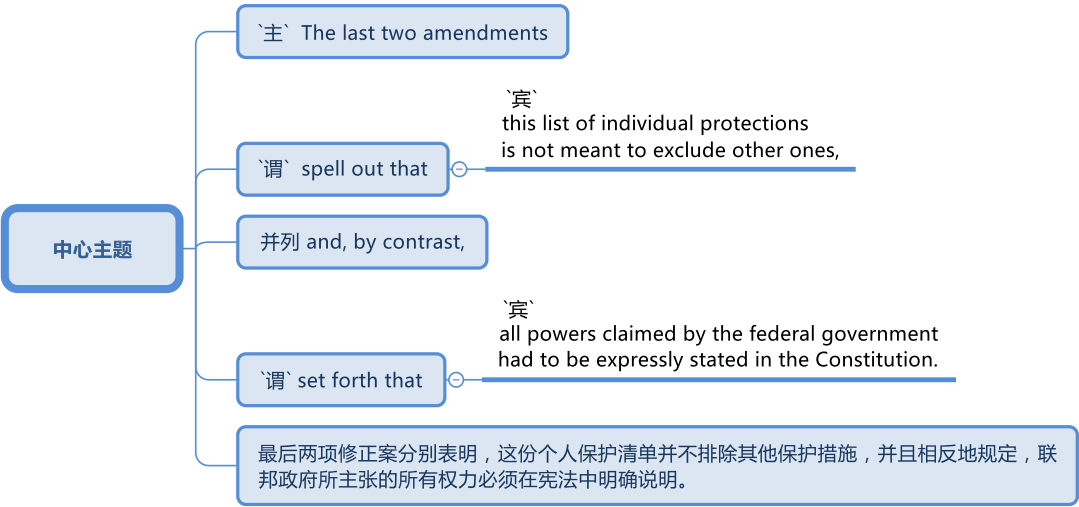 中心主题
`主` The last two amendments
`谓` spell out that
`宾`
this list of individual protections
is not meant to exclude other ones,
并列 and, by contrast,
`谓` set forth that
`宾`
all powers claimed by the federal government
had to be expressly stated in the Constitution.
最后两项修正案分别表明，这份个人保护清单并不排除其他保护措施，并且相反地规定，联
邦政府所主张的所有权力必须在宪法中明确说明。